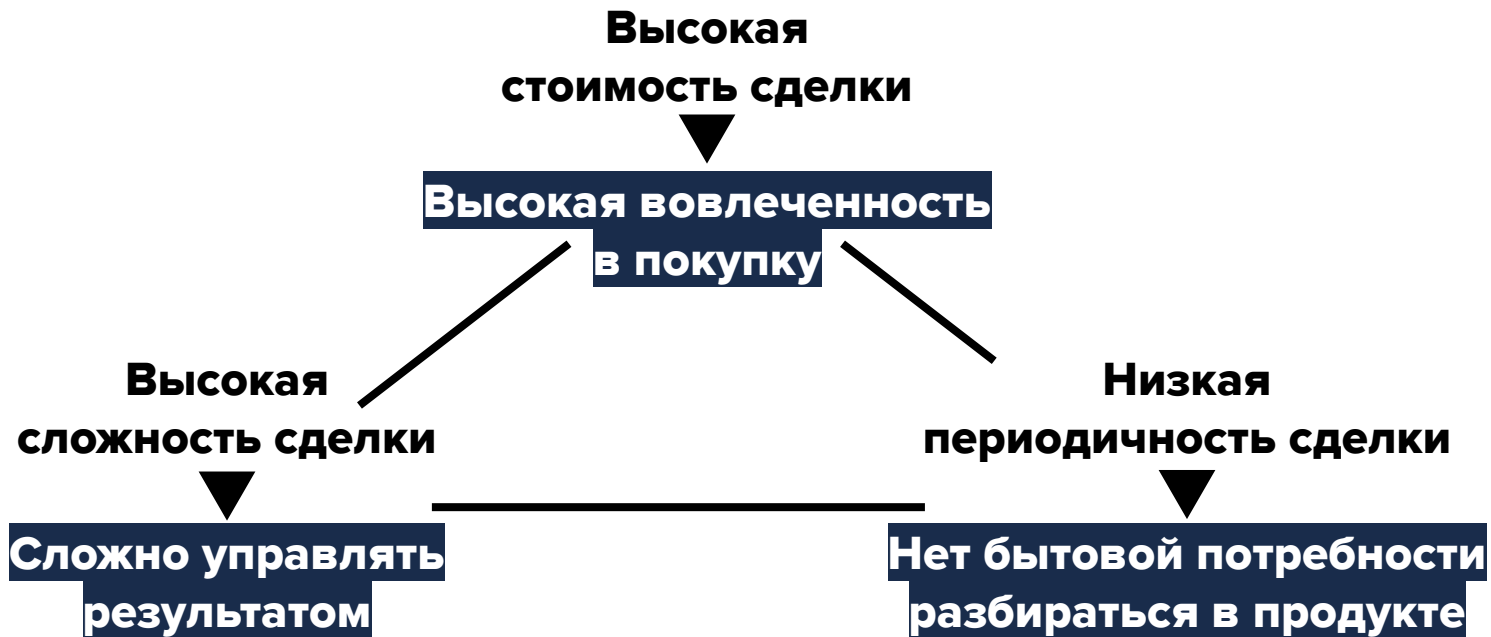 Высокая
стоимость сделки
Высокая вовлеченность
в покупку
Высокая
сложность сделки
Сложно управлять
результатом
Низкая
периодичность сделки
Нет бытовой потребности
разбираться в продукте